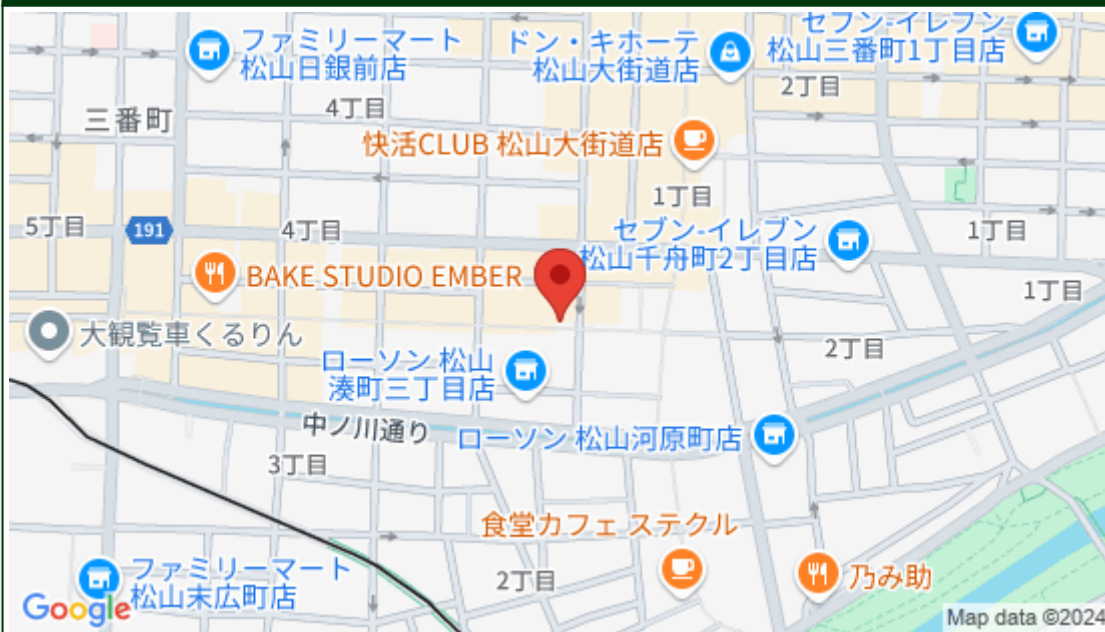 セブン-イレブン
松山三番町1丁目店
ファミリーマート
松山日銀前店
ドン・キホーテ
松山大街道店
2丁目
4丁目
三番町
快活CLUB 松山大街道店
1丁目
5丁目
191
4丁目
セブン-イレブン
松山千舟町2丁目店
1丁目
BAKE STUDIO EMBER
1丁目
大観覧車くるりん
2丁目
ローソン 松山
湊町三丁目店
中ノ川通り
ローソン 松山河原町店
3丁目
食堂カフェ ステクル
ファミリーマート
松山末広町店
2丁目
乃み助
Google
Map data ©2024